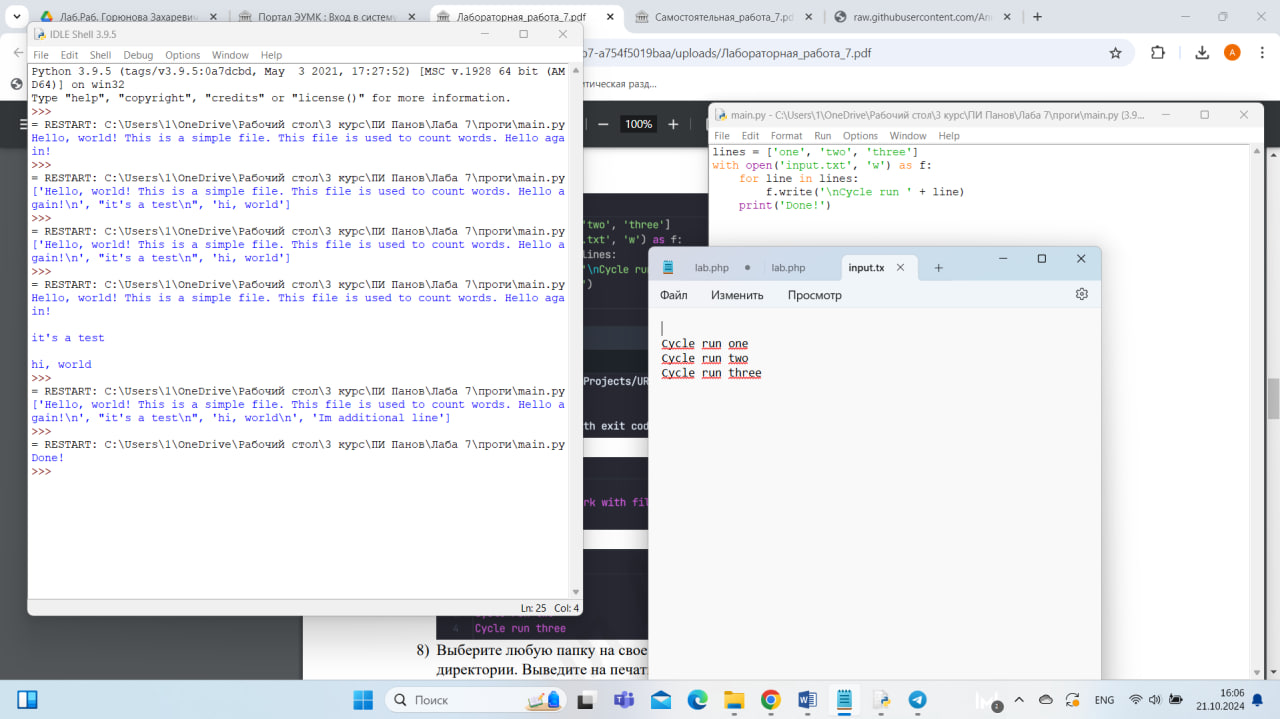 Лаб.Раб. Горюнова Захаревич
Портал ЭУМК : Вход в систему
Лабораторная_работа_7.pdf
Самостоятельная_работа_7.pd
raw.githubusercontent.com/An
b7-a754f5019baa/uploads//Лабораторная_работа_7.pdf
итическая разд...
100%
IDLE Shell 3.9.5
File Edit Shell Debug Options Window Help
Python 3.9.5 (tags/v3.9.5:0a7dcbd, May  3 2021, 17:27:52) [MSC v.1928 64 bit (AM
D64)] on win32
Type "help", "copyright", "credits" or "license()" for more information.
>>>
= RESTART: C:\Users\1\OneDrive\Рабочий стол\3 курс\ПИ Панов\Лаба 7\проги\main.py
Hello, world! This is a simple file. This file is used to count words. Hello aga
in!
>>>
= RESTART: C:\Users\1\OneDrive\Рабочий стол\3 курс\ПИ Панов\Лаба 7\проги\main.py
['Hello, world! This is a simple file. This file is used to count words. Hello a
gain!\n', "it's a test\n", 'hi, world']
>>>
= RESTART: C:\Users\1\OneDrive\Рабочий стол\3 курс\ПИ Панов\Лаба 7\проги\main.py
['Hello, world! This is a simple file. This file is used to count words. Hello a
gain!\n', "it's a test\n", 'hi, world']
>>>
= RESTART: C:\Users\1\OneDrive\Рабочий стол\3 курс\ПИ Панов\Лаба 7\проги\main.py
Hello, world! This is a simple file. This file is used to count words. Hello aga
in!
it's a test
hi, world
>>>
= RESTART: C:\Users\1\OneDrive\Рабочий стол\3 курс\ПИ Панов\Лаба 7\проги\main.py
['Hello, world! This is a simple file. This file is used to count words. Hello a
gain!\n', "it's a test\n", 'hi, world\n', 'Im additional line']
>>>
= RESTART: C:\Users\1\OneDrive\Рабочий стол\3 курс\ПИ Панов\Лаба 7\проги\main.py
Done!
>>>
Ln: 25 Col: 4
main.py - C:\Users\1\OneDrive\Рабочий стол\3 курс\ПИ Панов\Лаба 7\проги\main.py (3.9...
File Edit Format Run Options Window Help
lines = ['one', 'two', 'three']
with open('input.txt', 'w') as f:
    for line in lines:
        f.write('\nCycle run ' + line)
    print('Done!')
'two', 'three']
.txt', 'w') as f:
lines:
'\nCycle ru
')
Projects/UR
th exit cod
rk with fil
4 Cycle run three
lab.php
lab.php
input.tx
Файл Изменить Просмотр
Cycle run one
Cycle run two
Cycle run three
8) Выберите любую папку на свое
директории. Выведите на печат
Поиск
ENG
16:06
21.10.2024